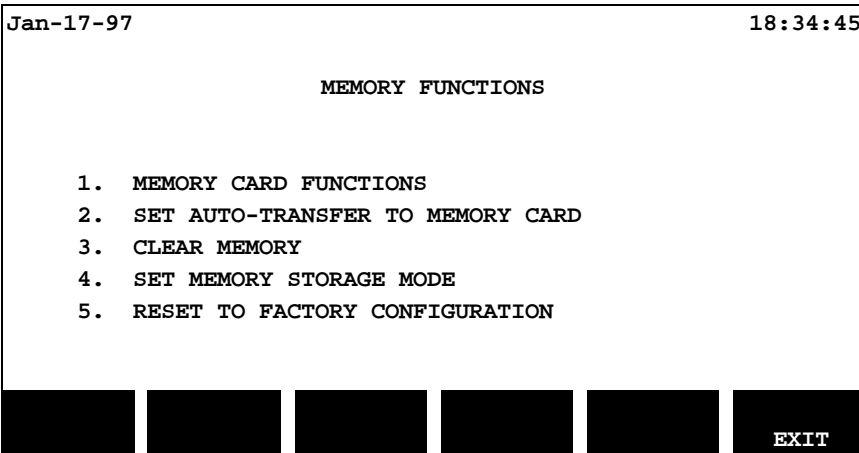 Jan-17-97 18:34:45
MEMORY FUNCTIONS
1. MEMORY CARD FUNCTIONS
2. SET AUTO-TRANSFER TO MEMORY CARD
3. CLEAR MEMORY
4. SET MEMORY STORAGE MODE
5. RESET TO FACTORY CONFIGURATION
EXIT